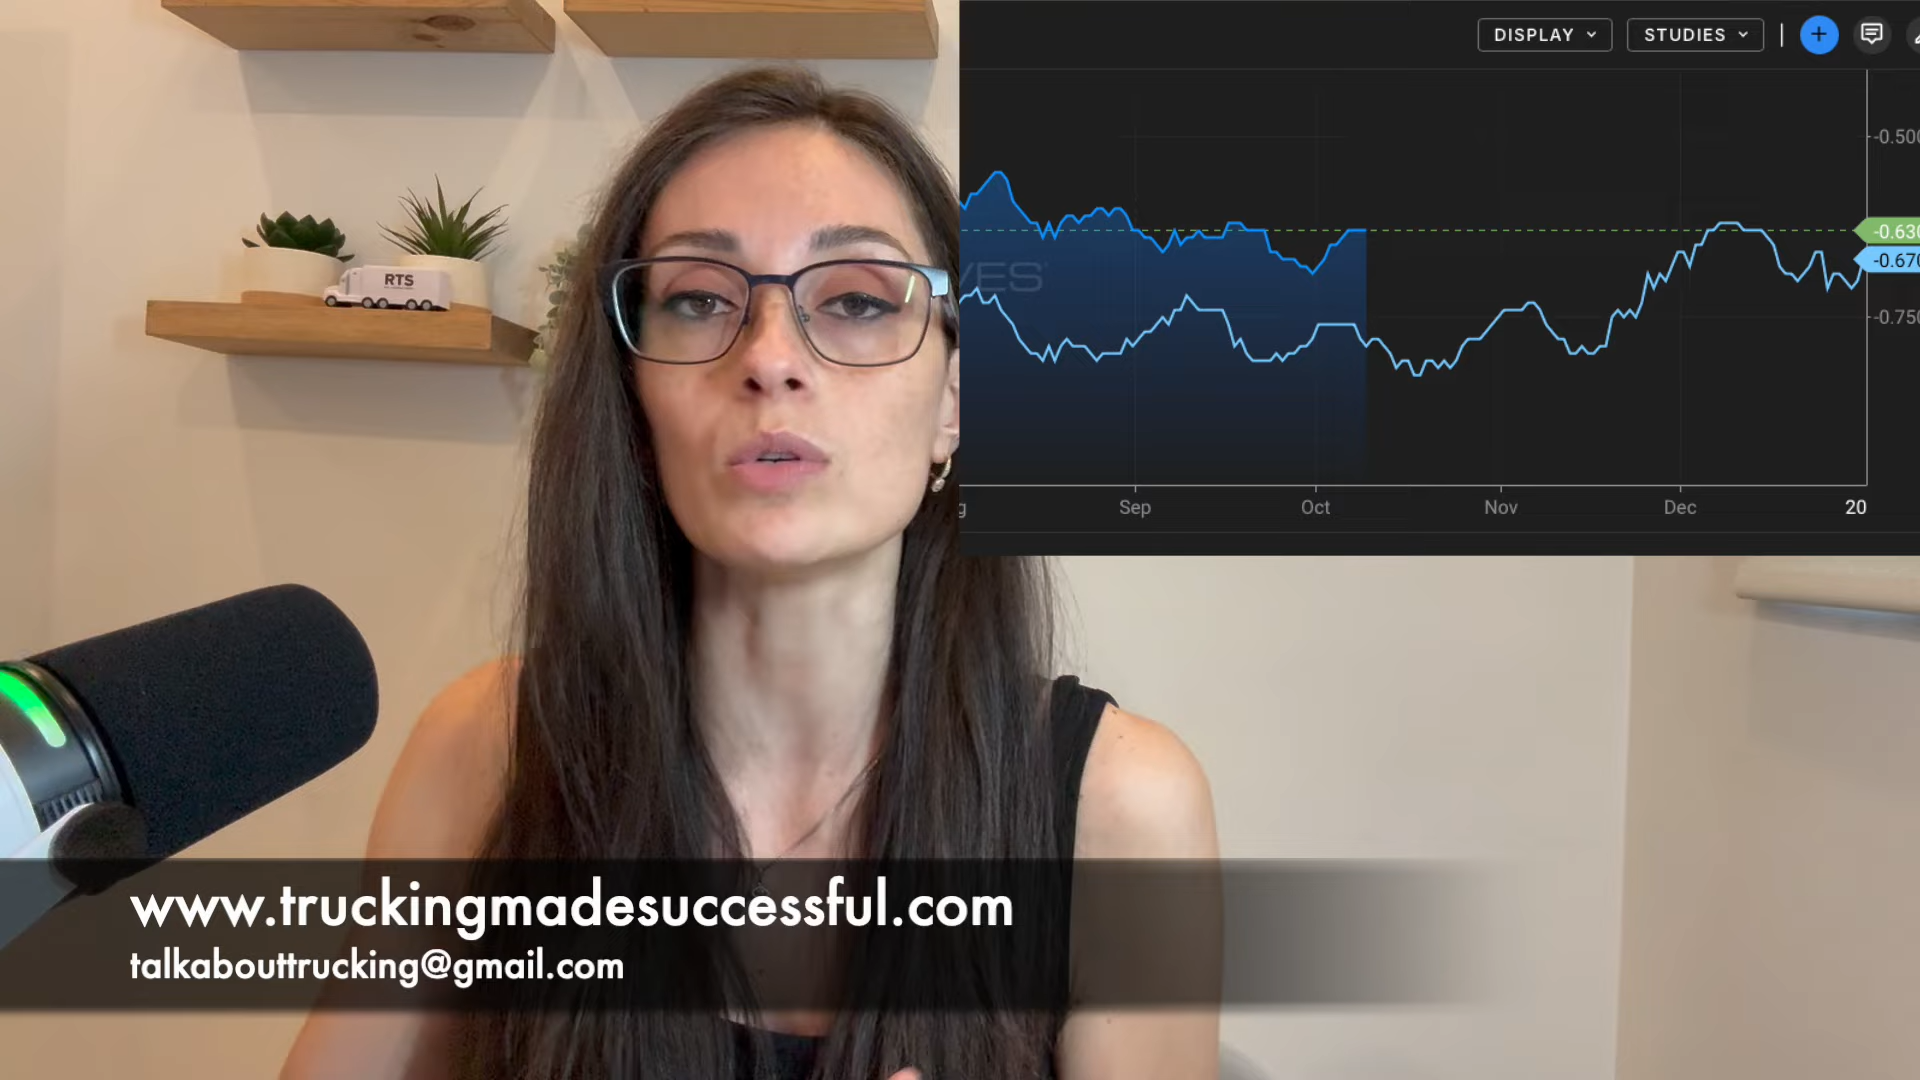 DISPLAY
STUDIES
RTS
-0.500
-0.630
-0.670
-0.750
Sep
Oct
Nov
Dec
20
www.truckingmadesuccessful.com
talkabouttrucking@gmail.com